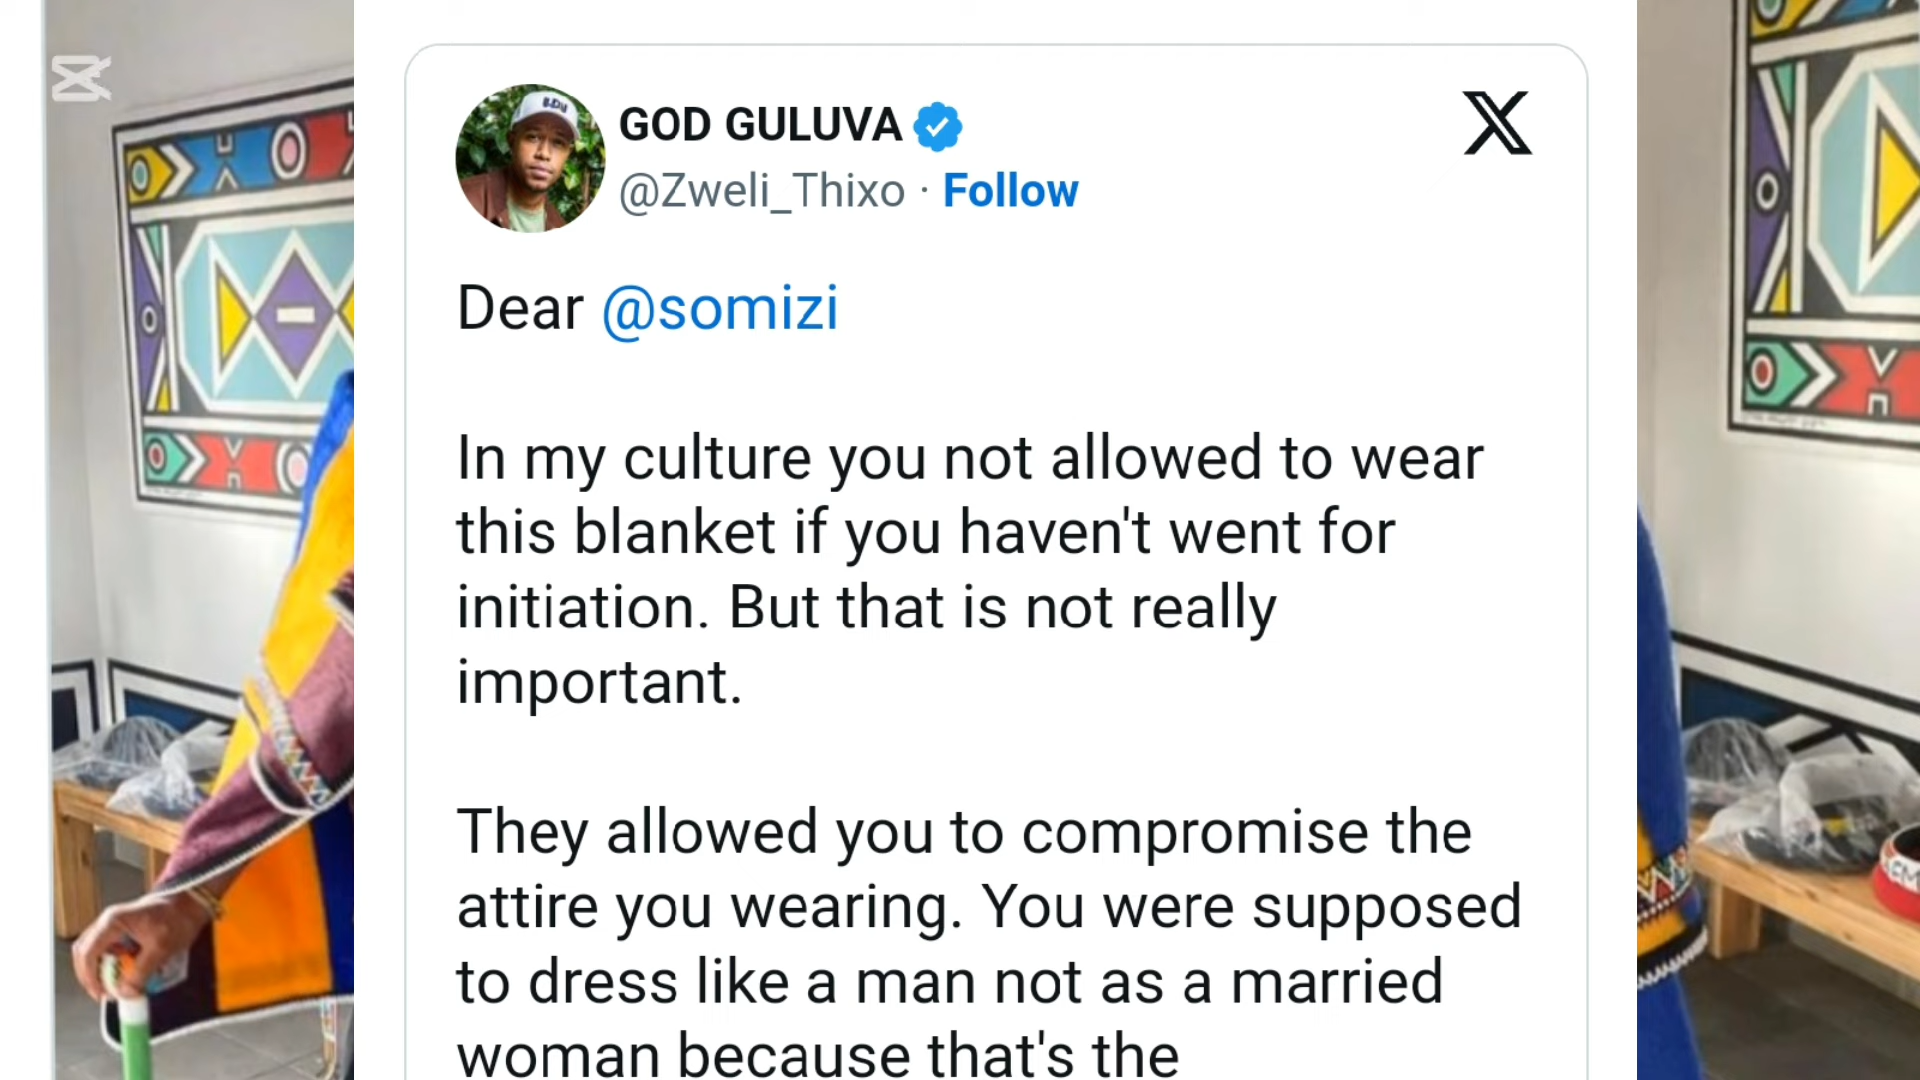 GOD GULUVA
@Zweli_Thixo · Follow
Dear @somizi
In my culture you not allowed to wear
this blanket if you haven't went for
initiation. But that is not really
important.
They allowed you to compromise the
attire you wearing. You were supposed
to dress like a man not as a married
woman because that's the